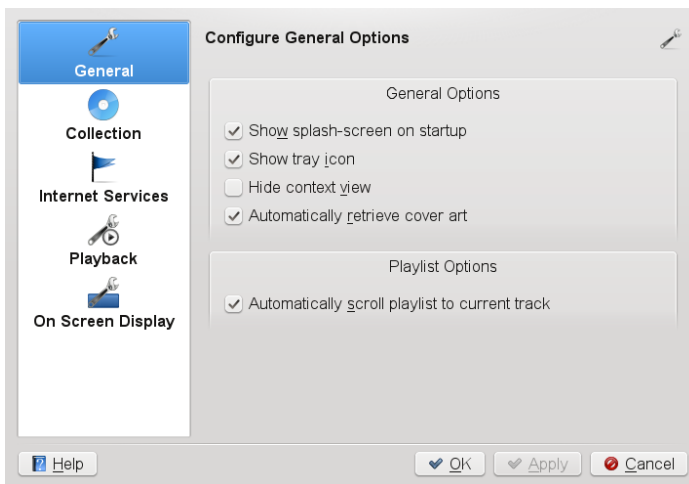 General
Collection
Internet Services
Playback
On Screen Display
Configure General Options
General Options
Show splash-screen on startup
Show tray icon
Hide context view
Automatically retrieve cover art
Playlist Options
Automatically scroll playlist to current track
Help
OK
Apply
Cancel